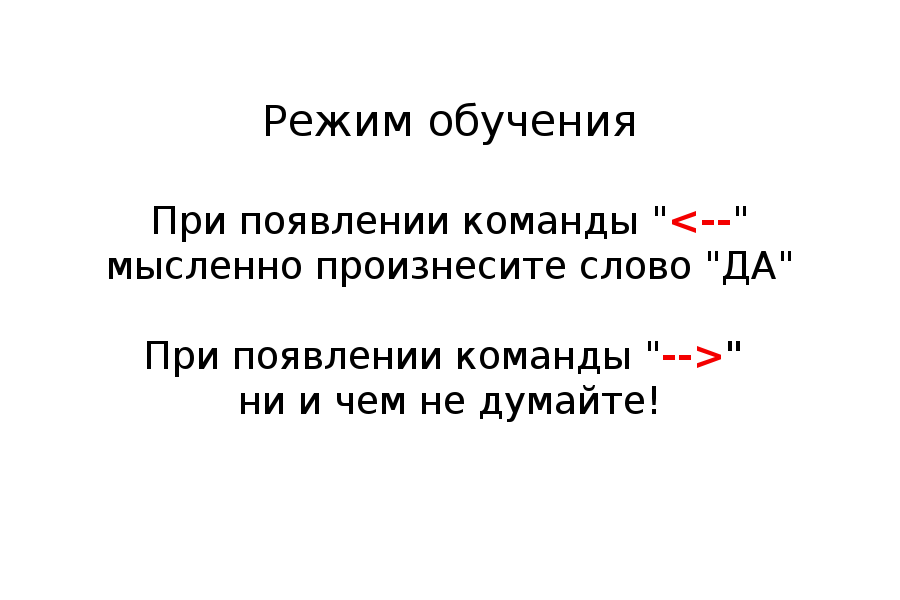 Режим обучения
При появлении команды "<--"
мысленно произнесите слово "ДА"
При появлении команды "-->"
ни и чем не думайте!